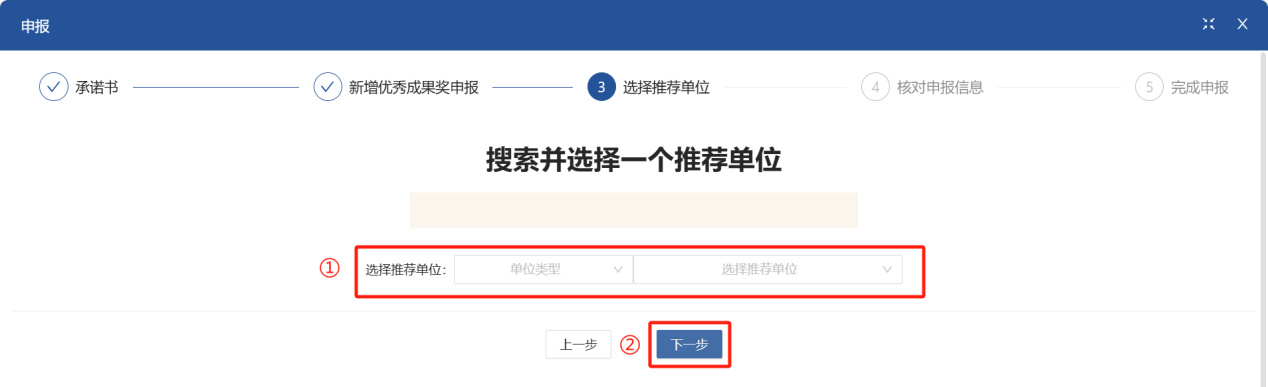 申报
承诺书 新增优秀成果奖申报 3 选择推荐单位 4 核对申报信息 5 完成申报
搜索并选择一个推荐单位
① 选择推荐单位: 单位类型 选择推荐单位
上一步 ② 下一步